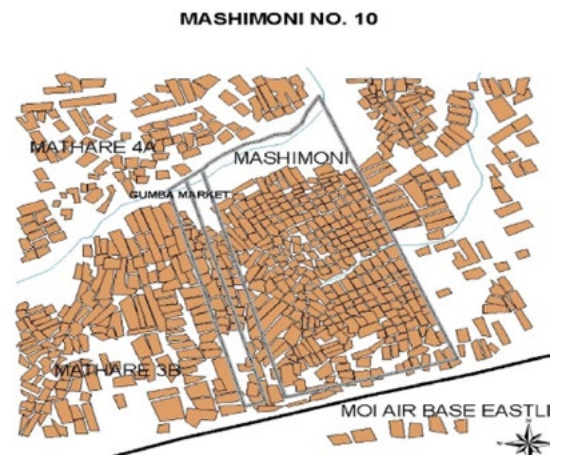 MASHIMONI NO. 10
MATHARE 4A
MASHIMONI
GUMBA MARKET
MATHARE 3B
MOI AIR BASE EASTLI